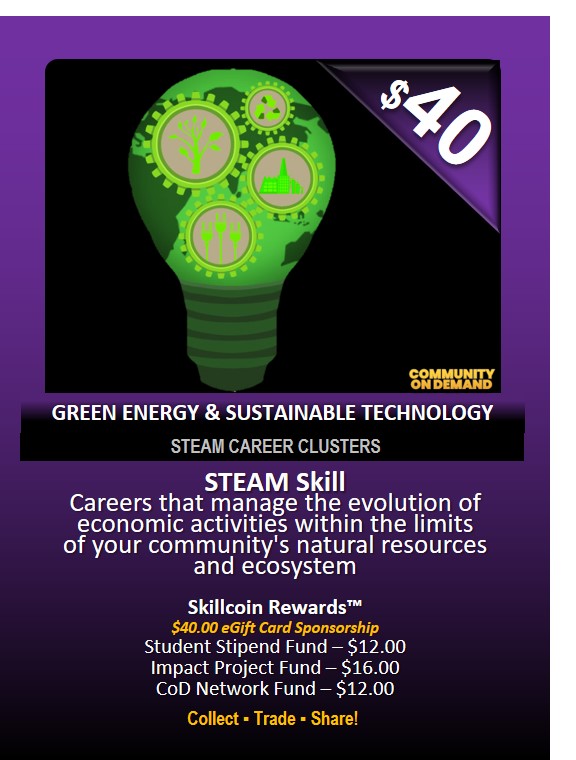 $40
COMMUNITY
ON DEMAND
GREEN ENERGY & SUSTAINABLE TECHNOLOGY
STEAM CAREER CLUSTERS
STEAM Skill
Careers that manage the evolution of
economic activities within the limits
of your community's natural resources
and ecosystem
Skillcoin Rewards™
$40.00 eGift Card Sponsorship
Student Stipend Fund – $12.00
Impact Project Fund – $16.00
CoD Network Fund – $12.00
Collect ▪ Trade ▪ Share!